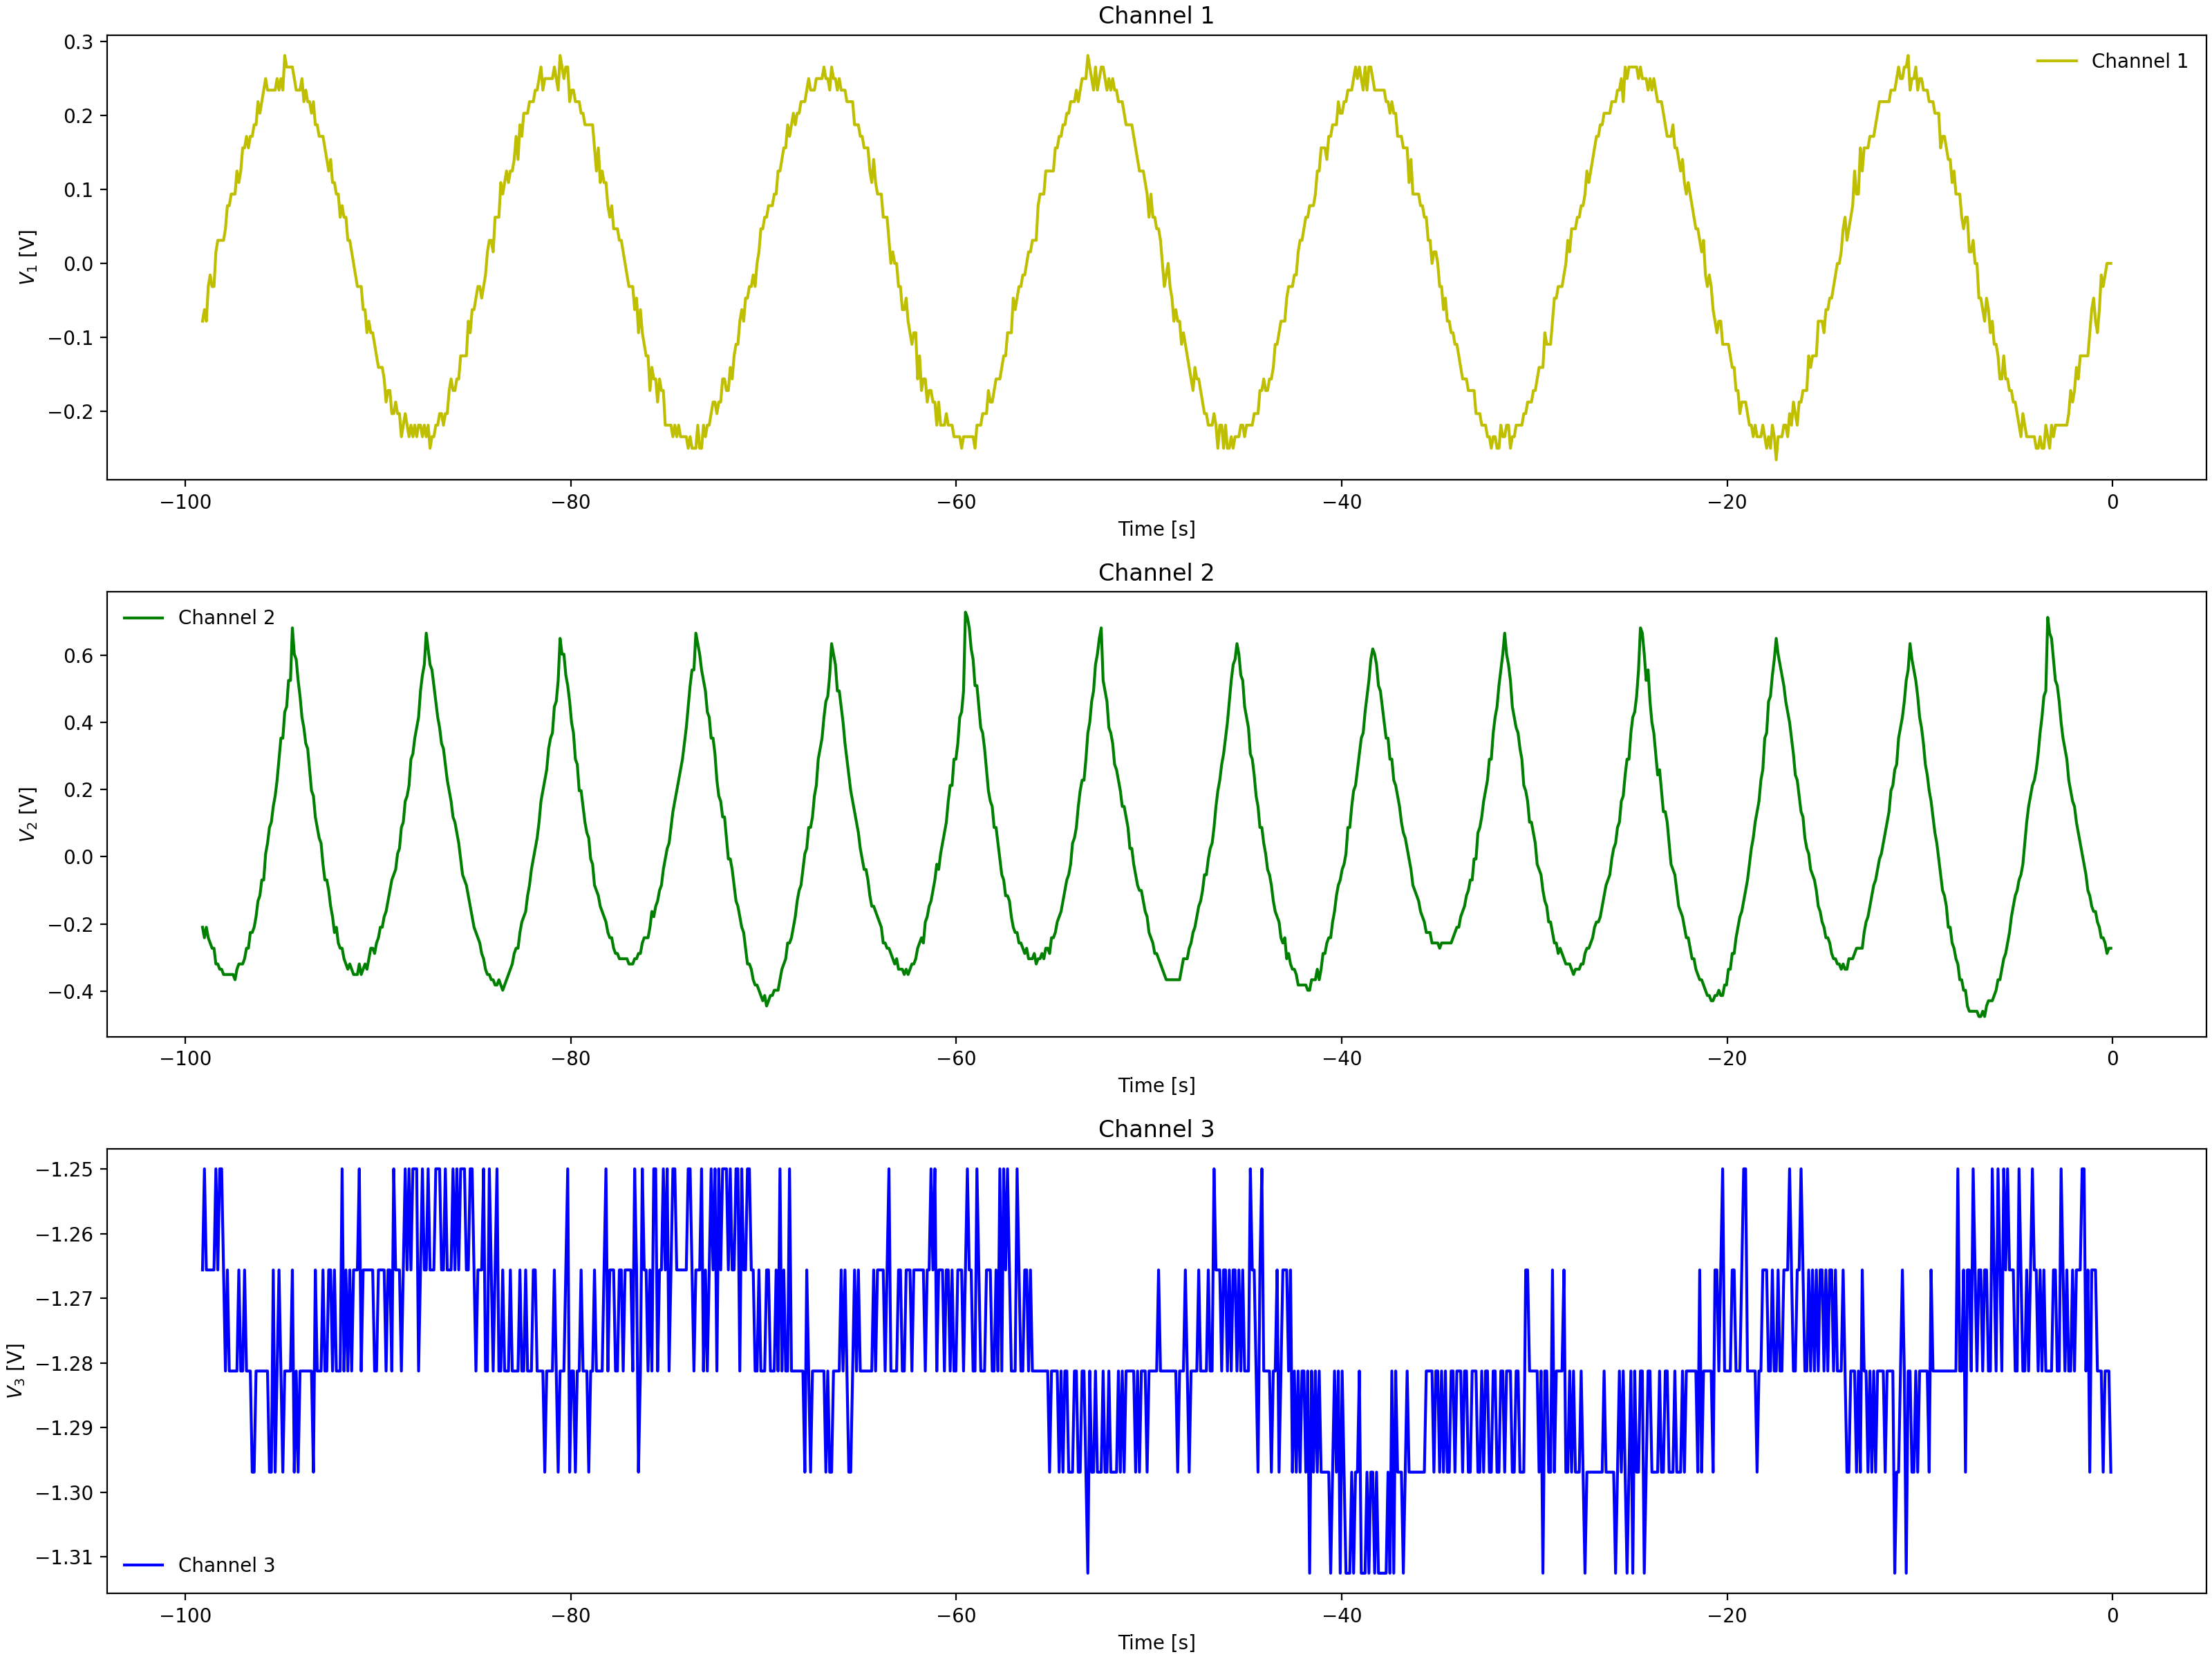 Channel 1
0.3
0.2
0.1
0.0
−0.1
−0.2
V₁ [V]
Channel 1
−100 −80 −60 −40 −20 0
Time [s]
Channel 2
0.6
0.4
0.2
0.0
−0.2
−0.4
V₂ [V]
Channel 2
−100 −80 −60 −40 −20 0
Time [s]
Channel 3
−1.25
−1.26
−1.27
−1.28
−1.29
−1.30
−1.31
V₃ [V]
Channel 3
−100 −80 −60 −40 −20 0
Time [s]